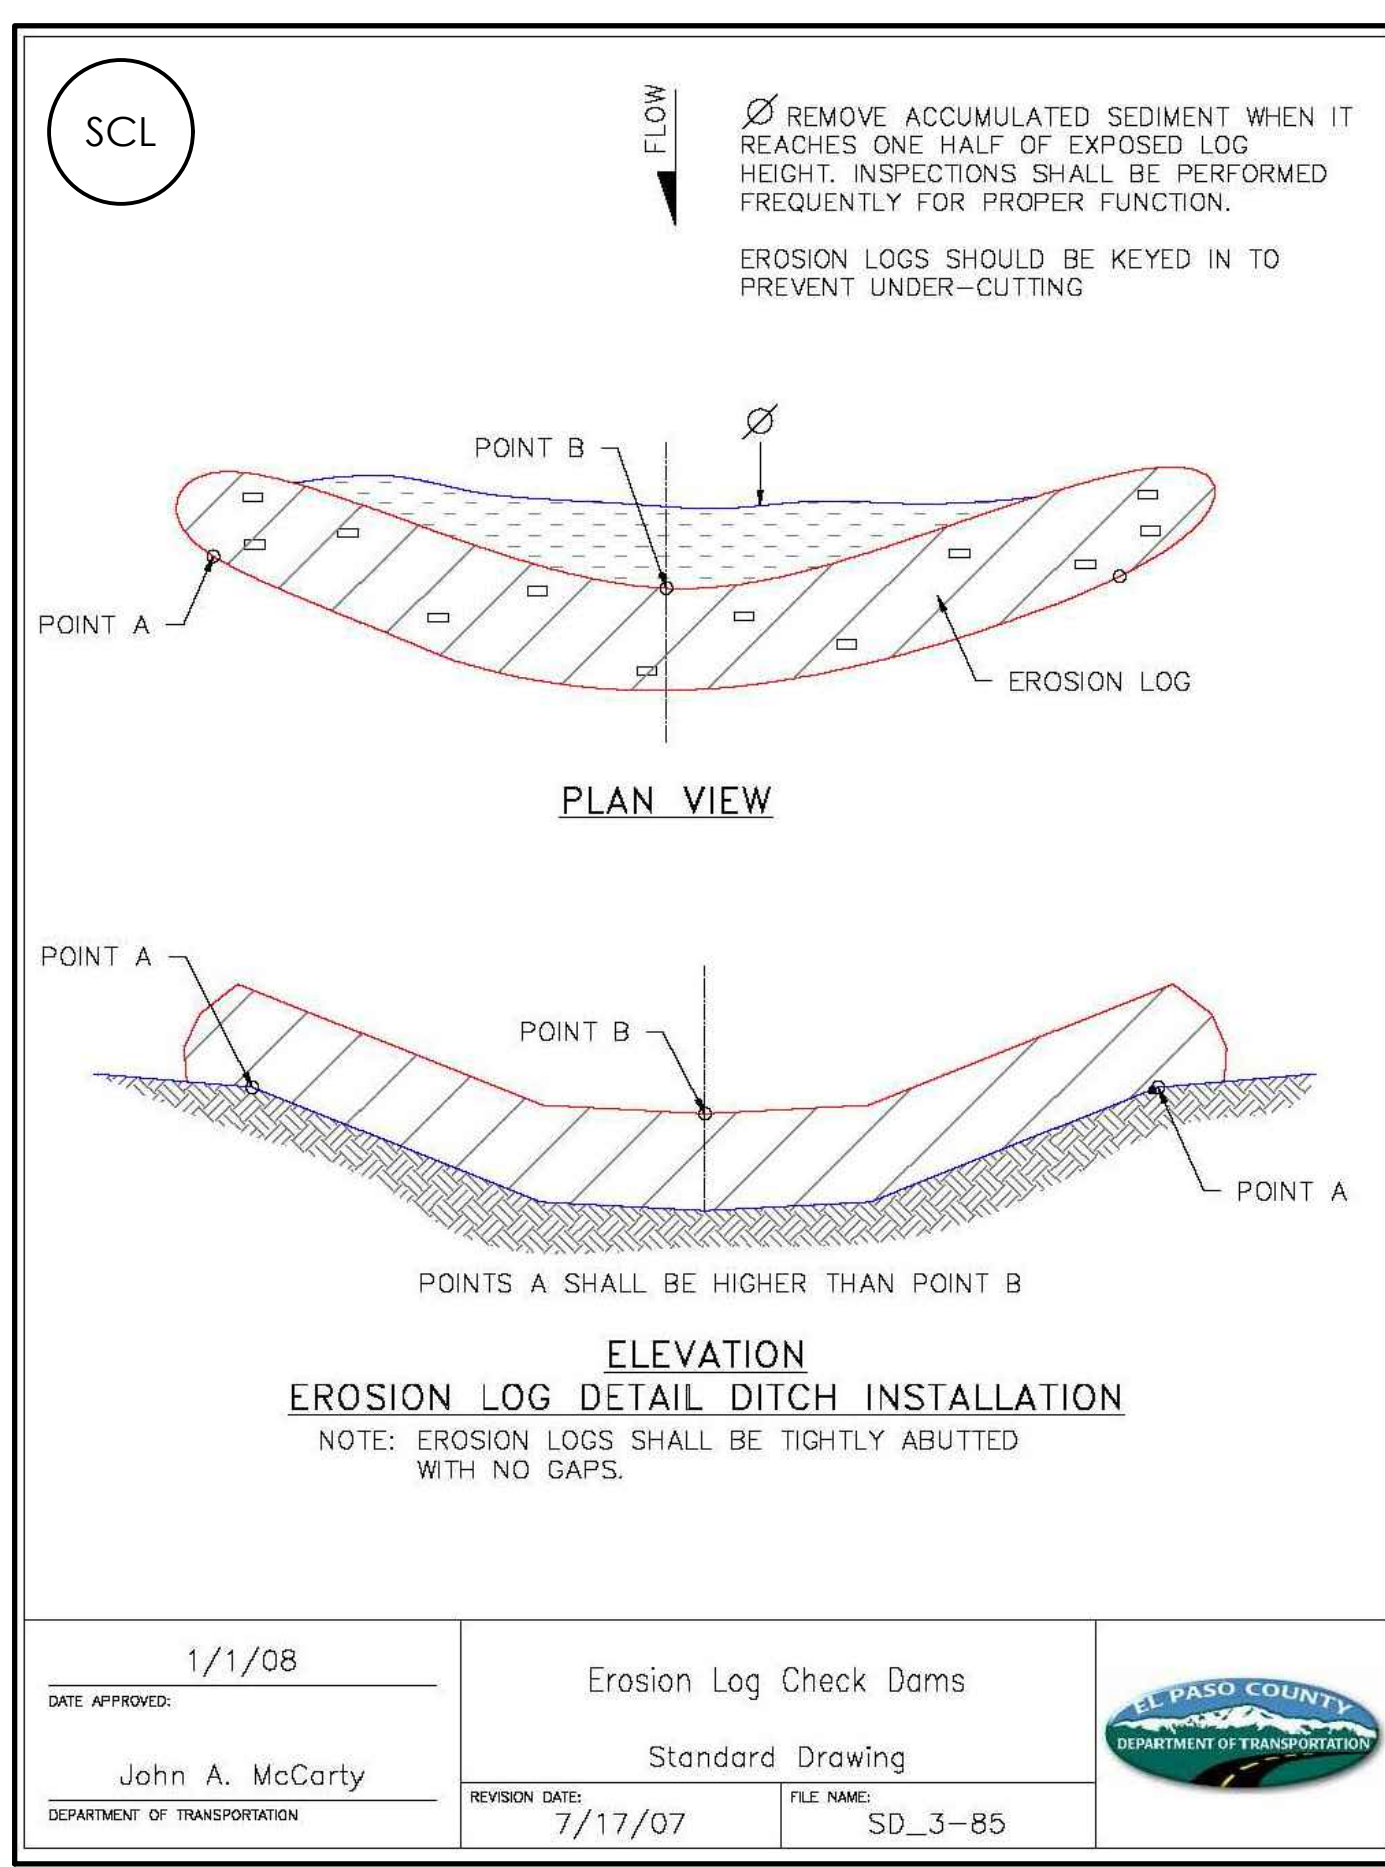 SCL
FLOW
Ø REMOVE ACCUMULATED SEDIMENT WHEN IT
REACHES ONE HALF OF EXPOSED LOG
HEIGHT. INSPECTIONS SHALL BE PERFORMED
FREQUENTLY FOR PROPER FUNCTION.
EROSION LOGS SHOULD BE KEYED IN TO
PREVENT UNDER-CUTTING
Ø
POINT B
POINT A
EROSION LOG
PLAN VIEW
POINT A
POINT B
POINT A
POINTS A SHALL BE HIGHER THAN POINT B
ELEVATION
EROSION LOG DETAIL DITCH INSTALLATION
NOTE: EROSION LOGS SHALL BE TIGHTLY ABUTTED
WITH NO GAPS.
1/1/08
DATE APPROVED:
John A. McCarty
DEPARTMENT OF TRANSPORTATION
Erosion Log Check Dams
Standard Drawing
REVISION DATE:
7/17/07
FILE NAME:
SD_3-85
EL PASO COUNTY
DEPARTMENT OF TRANSPORTATION